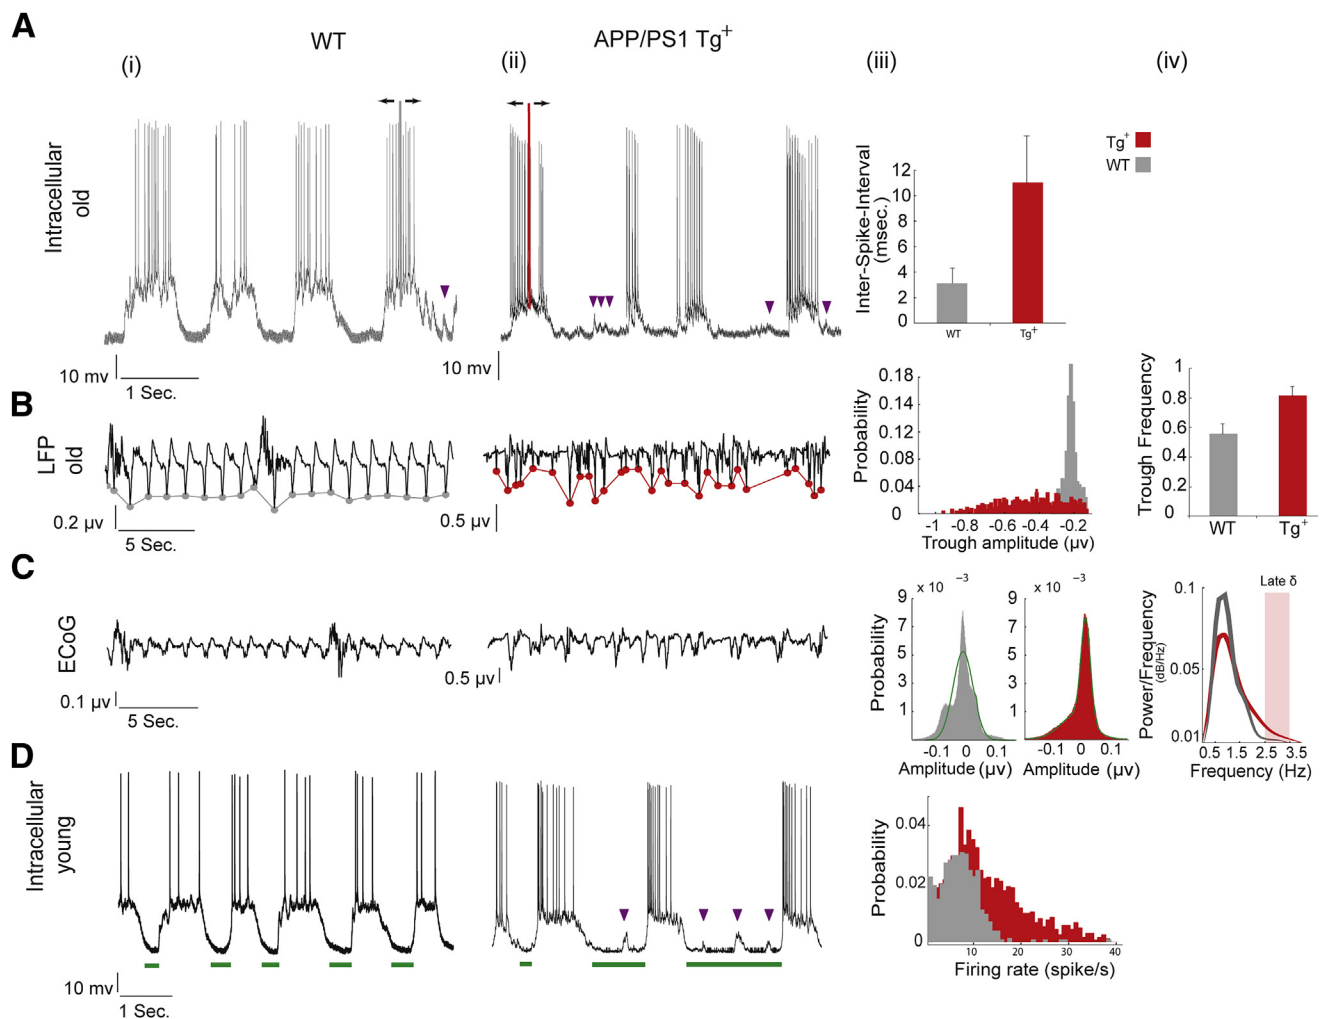 A
WT
APP/PS1 Tg+
(i)
(ii)
(iii)
(iv)
Intracellular
old
10 mv
1 Sec.
10 mv
Inter-Spike-Interval
(msec.)
12
10
8
6
4
2
0
WT
Tg+
Tg+
WT
B
LFP
old
0.2 μv
5 Sec.
0.5 μv
Probability
0.18
0.14
0.12
0.08
0.04
0
-1 -0.8 -0.6 -0.4 -0.2
Trough amplitude (μv)
Trough Frequency
1
0.8
0.6
0.4
0.2
0
WT
Tg+
C
ECoG
0.1 μv
5 Sec.
0.5 μv
x 10 −3
Probability
9
7
5
3
1
-0.1 0 0.1
Amplitude (μv)
x 10 −3
9
7
5
3
1
-0.1 0 0.1
Amplitude (μv)
Late δ
Power/Frequency
(dB/Hz)
0.1
0.05
0.01
0.5 1.5 2.5 3.5
Frequency (Hz)
D
Intracellular
young
10 mv
1 Sec.
Probability
0.04
0.02
0
10 20 30 40
Firing rate (spike/s)